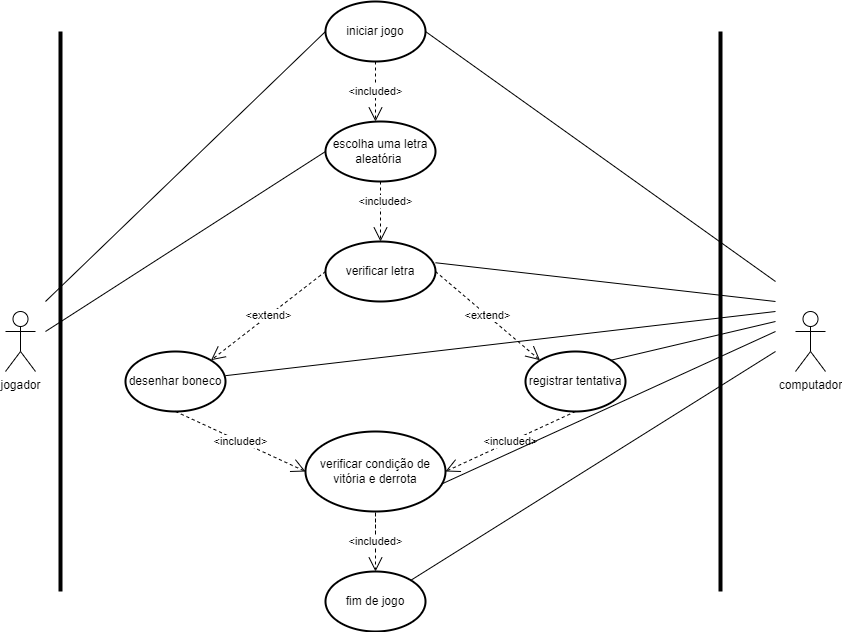 iniciar jogo
<included>
escolha uma letra
aleatória
<included>
verificar letra
<extend>
<extend>
desenhar boneco
registrar tentativa
jogador
computador
<included>
<included>
verificar condição de
vitória e derrota
<included>
fim de jogo